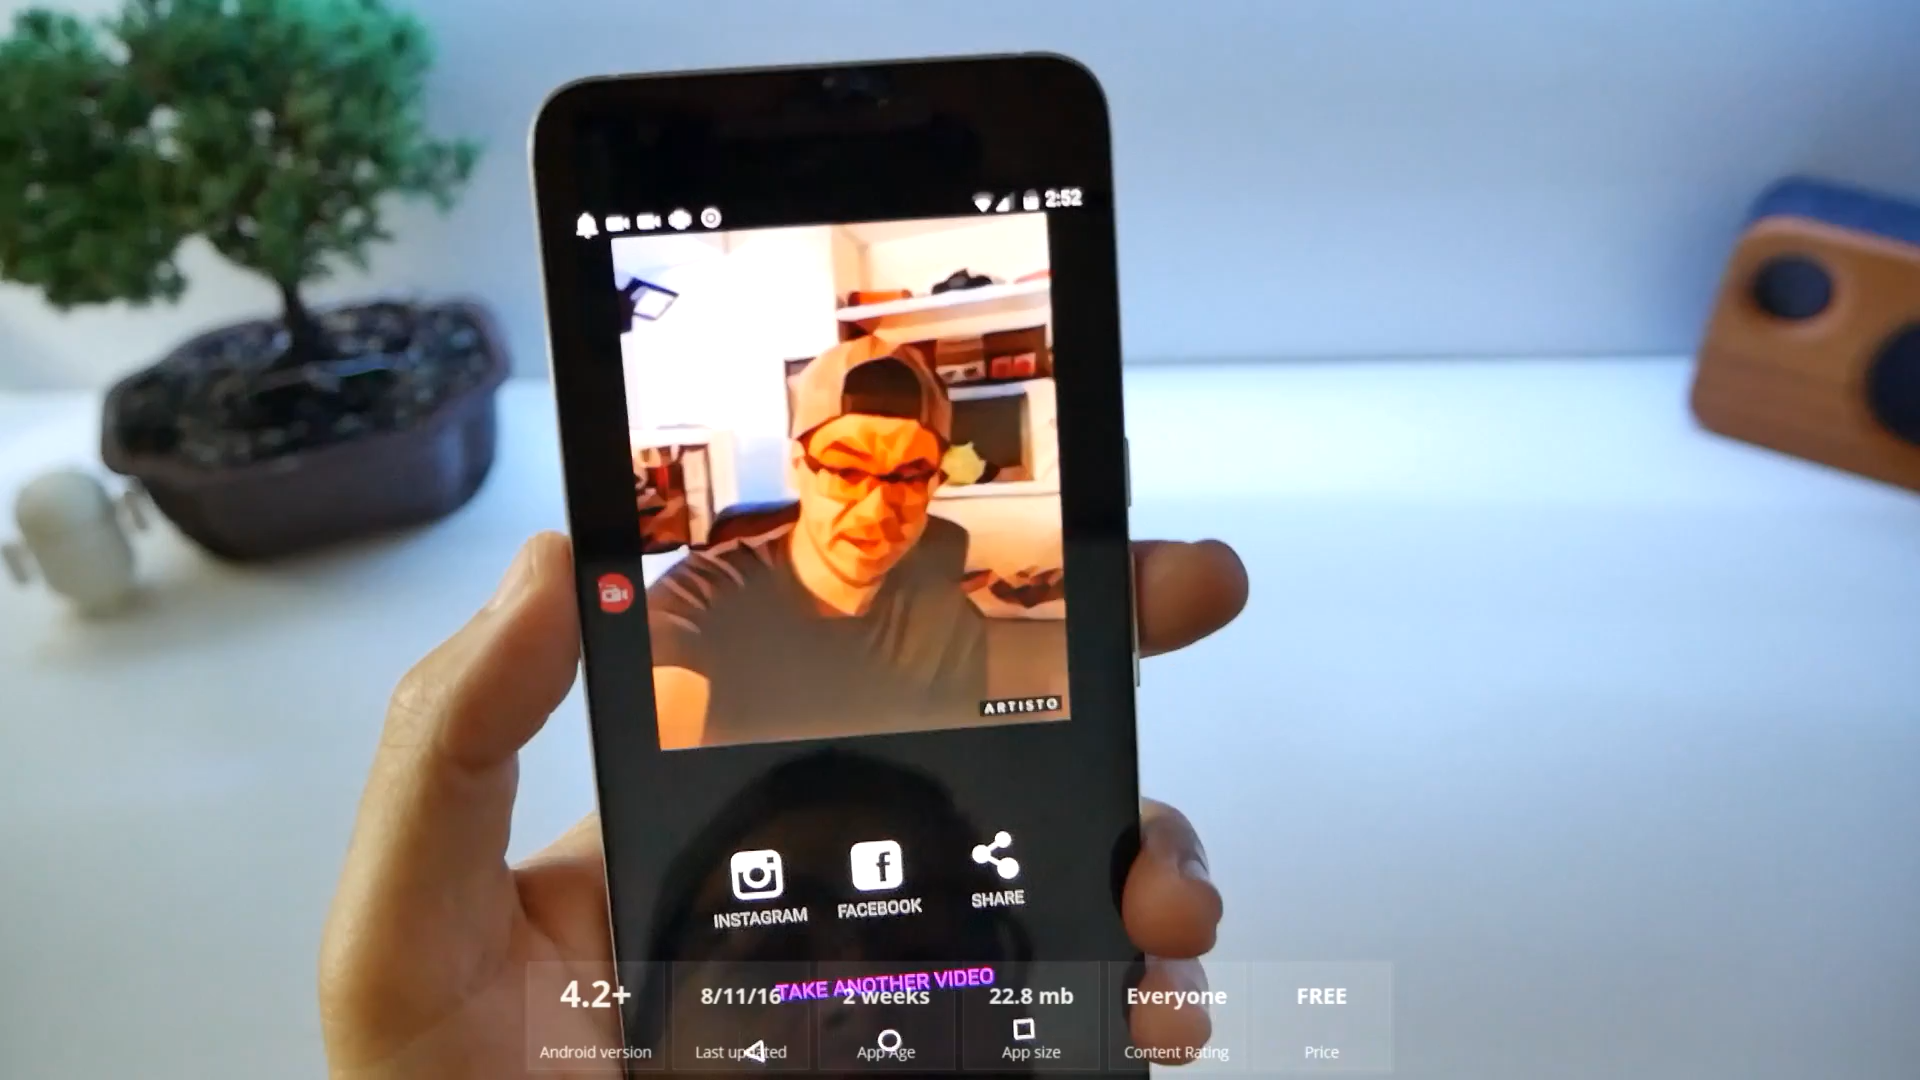 2:52
ARTISTO
INSTAGRAM
FACEBOOK
SHARE
TAKE ANOTHER VIDEO
4.2+
8/11/16
2 weeks
22.8 mb
Everyone
FREE
Android version
Last updated
App Age
App size
Content Rating
Price